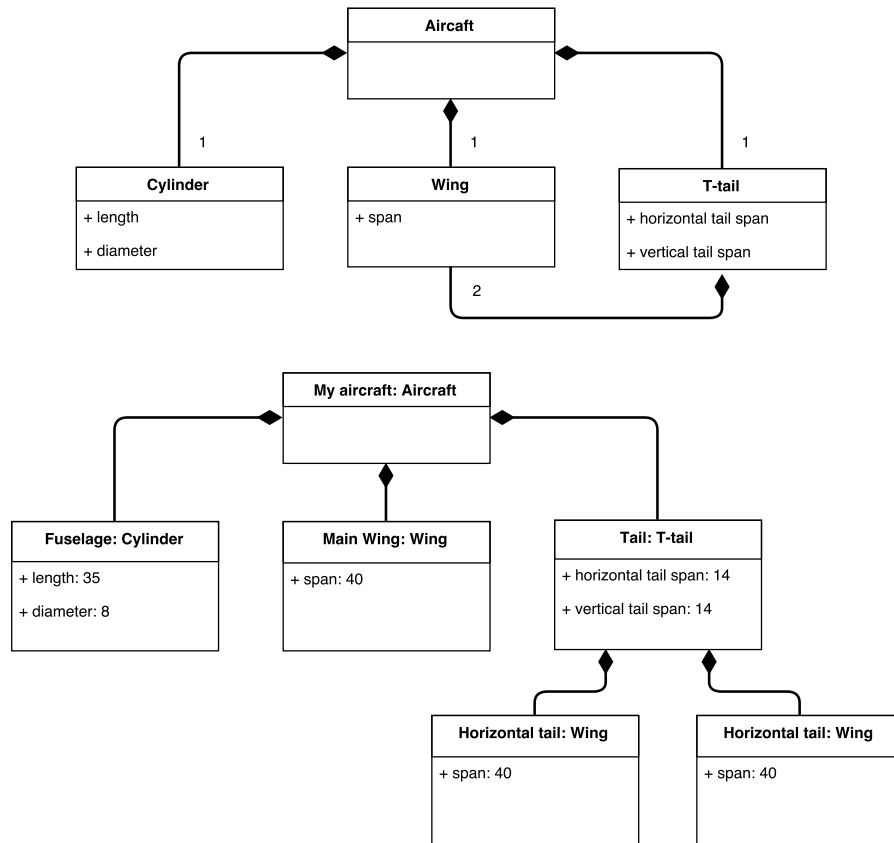 Aircaft
1
1
1
Cylinder
+ length
+ diameter
Wing
+ span
T-tail
+ horizontal tail span
+ vertical tail span
2
My aircraft: Aircraft
Fuselage: Cylinder
+ length: 35
+ diameter: 8
Main Wing: Wing
+ span: 40
Tail: T-tail
+ horizontal tail span: 14
+ vertical tail span: 14
Horizontal tail: Wing
+ span: 40
Horizontal tail: Wing
+ span: 40